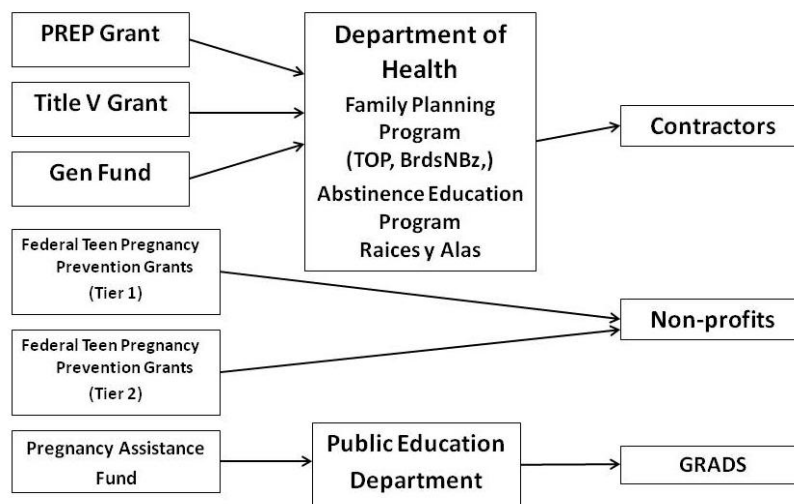 PREP Grant
Title V Grant
Gen Fund
Federal Teen Pregnancy
Prevention Grants
(Tier 1)
Federal Teen Pregnancy
Prevention Grants
(Tier 2)
Pregnancy Assistance
Fund
Department of
Health
Family Planning
Program
(TOP, BrdsNBz,)
Abstinence Education
Program
Raices y Alas
Public Education
Department
Contractors
Non-profits
GRADS